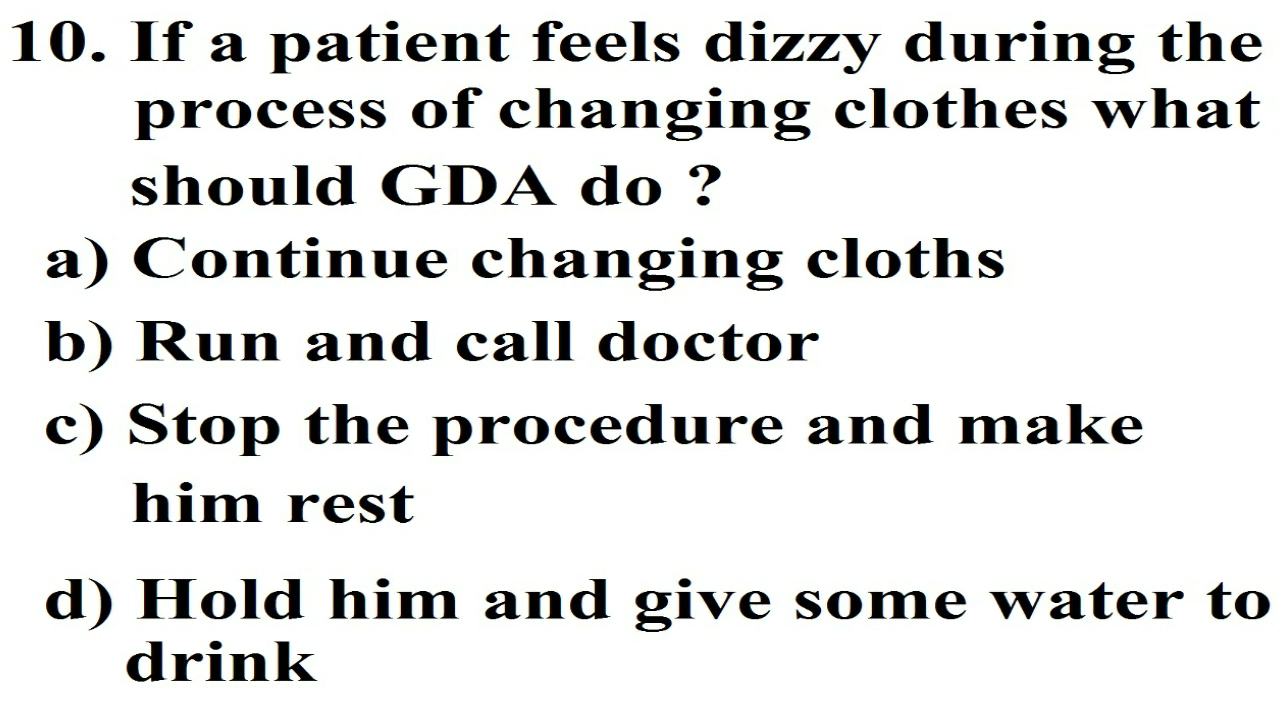 10. If a patient feels dizzy during the
process of changing clothes what
should GDA do ?
a) Continue changing cloths
b) Run and call doctor
c) Stop the procedure and make
him rest
d) Hold him and give some water to
drink